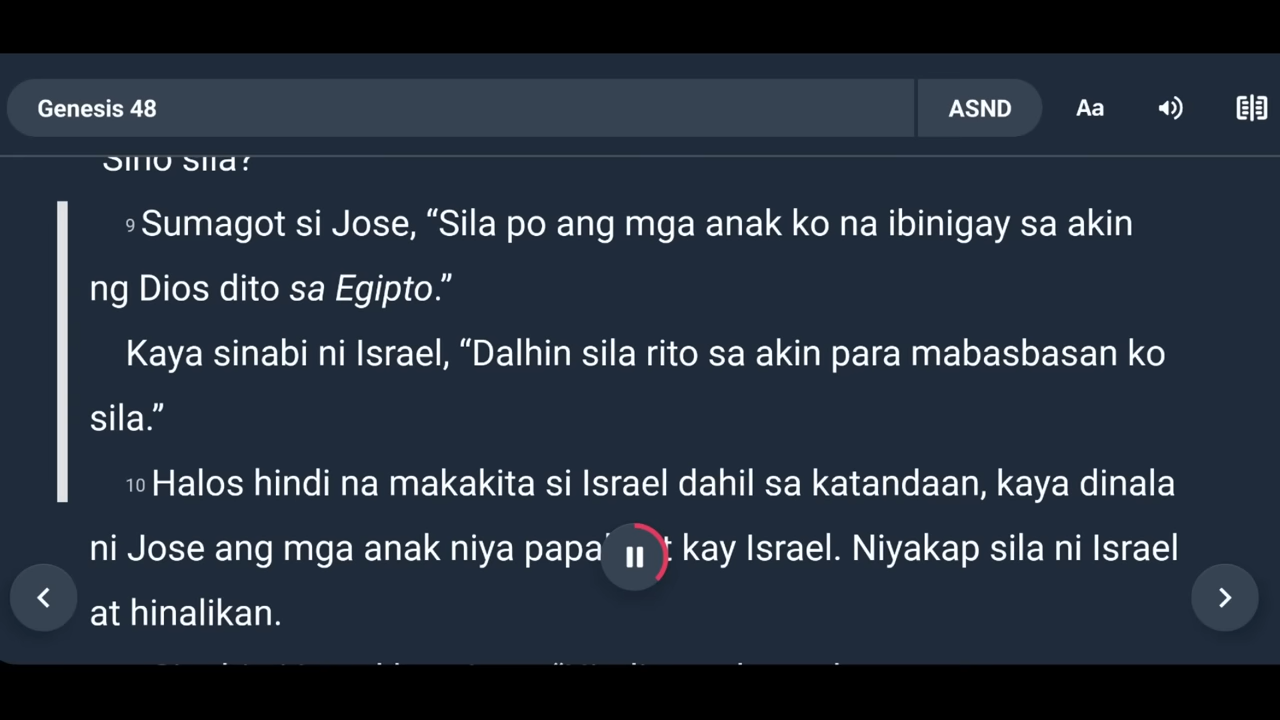 Genesis 48
ASND
Aa
Sino sila?
9 Sumagot si Jose, “Sila po ang mga anak ko na ibinigay sa akin
ng Dios dito sa Egipto.”
Kaya sinabi ni Israel, “Dalhin sila rito sa akin para mabasbasan ko
sila.”
10 Halos hindi na makakita si Israel dahil sa katandaan, kaya dinala
ni Jose ang mga anak niya kay Israel. Niyakap sila ni Israel
at hinalikan.